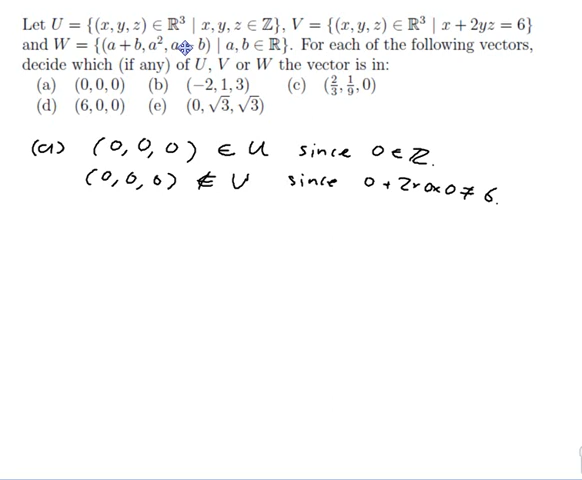 Let U = {(x, y, z) ∈ ℝ³ | x, y, z ∈ ℤ}, V = {(x, y, z) ∈ ℝ³ | x + 2yz = 6}
and W = {(a + b, a², a b) | a, b ∈ ℝ}. For each of the following vectors,
decide which (if any) of U, V or W the vector is in:
(a) (0, 0, 0) (b) (−2, 1, 3) (c) (2/3, 1/9, 0)
(d) (6, 0, 0) (e) (0, √3, √3)
(a) (0, 0, 0) ∈ U since 0 ∈ ℤ.
(0, 0, 0) ∉ V since 0 + 2×0×0 ≠ 6.